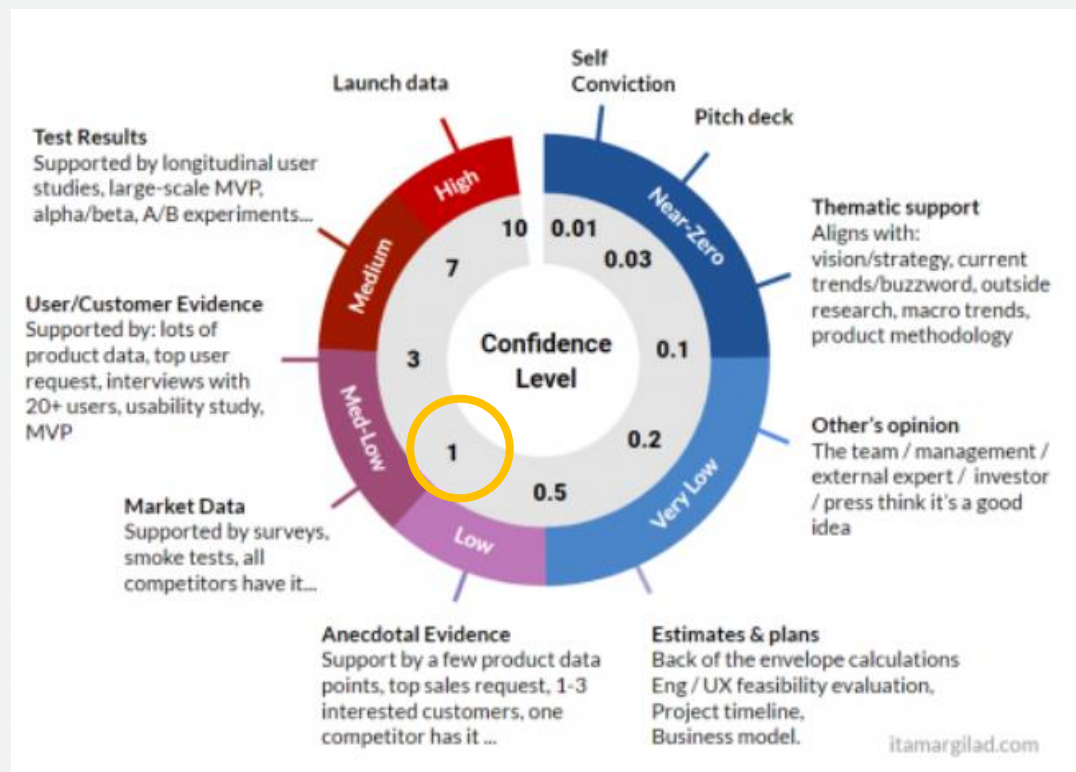 Launch data
Self
Conviction
Pitch deck
Test Results
Supported by longitudinal user
studies, large-scale MVP,
alpha/beta, A/B experiments...
Thematic support
Aligns with:
vision/strategy, current
trends/buzzword, outside
research, macro trends,
product methodology
User/Customer Evidence
Supported by: lots of
product data, top user
request, interviews with
20+ users, usability study,
MVP
Other's opinion
The team / management /
external expert / investor
/ press think it's a good
idea
Market Data
Supported by surveys,
smoke tests, all
competitors have it...
Anecdotal Evidence
Support by a few product data
points, top sales request, 1-3
interested customers, one
competitor has it ...
Estimates & plans
Back of the envelope calculations
Eng / UX feasibility evaluation,
Project timeline,
Business model.
High
Medium
Med-Low
Low
Very Low
Near-Zero
10
0.01
0.03
7
3
0.1
1
0.2
0.5
Confidence
Level
itamargilad.com